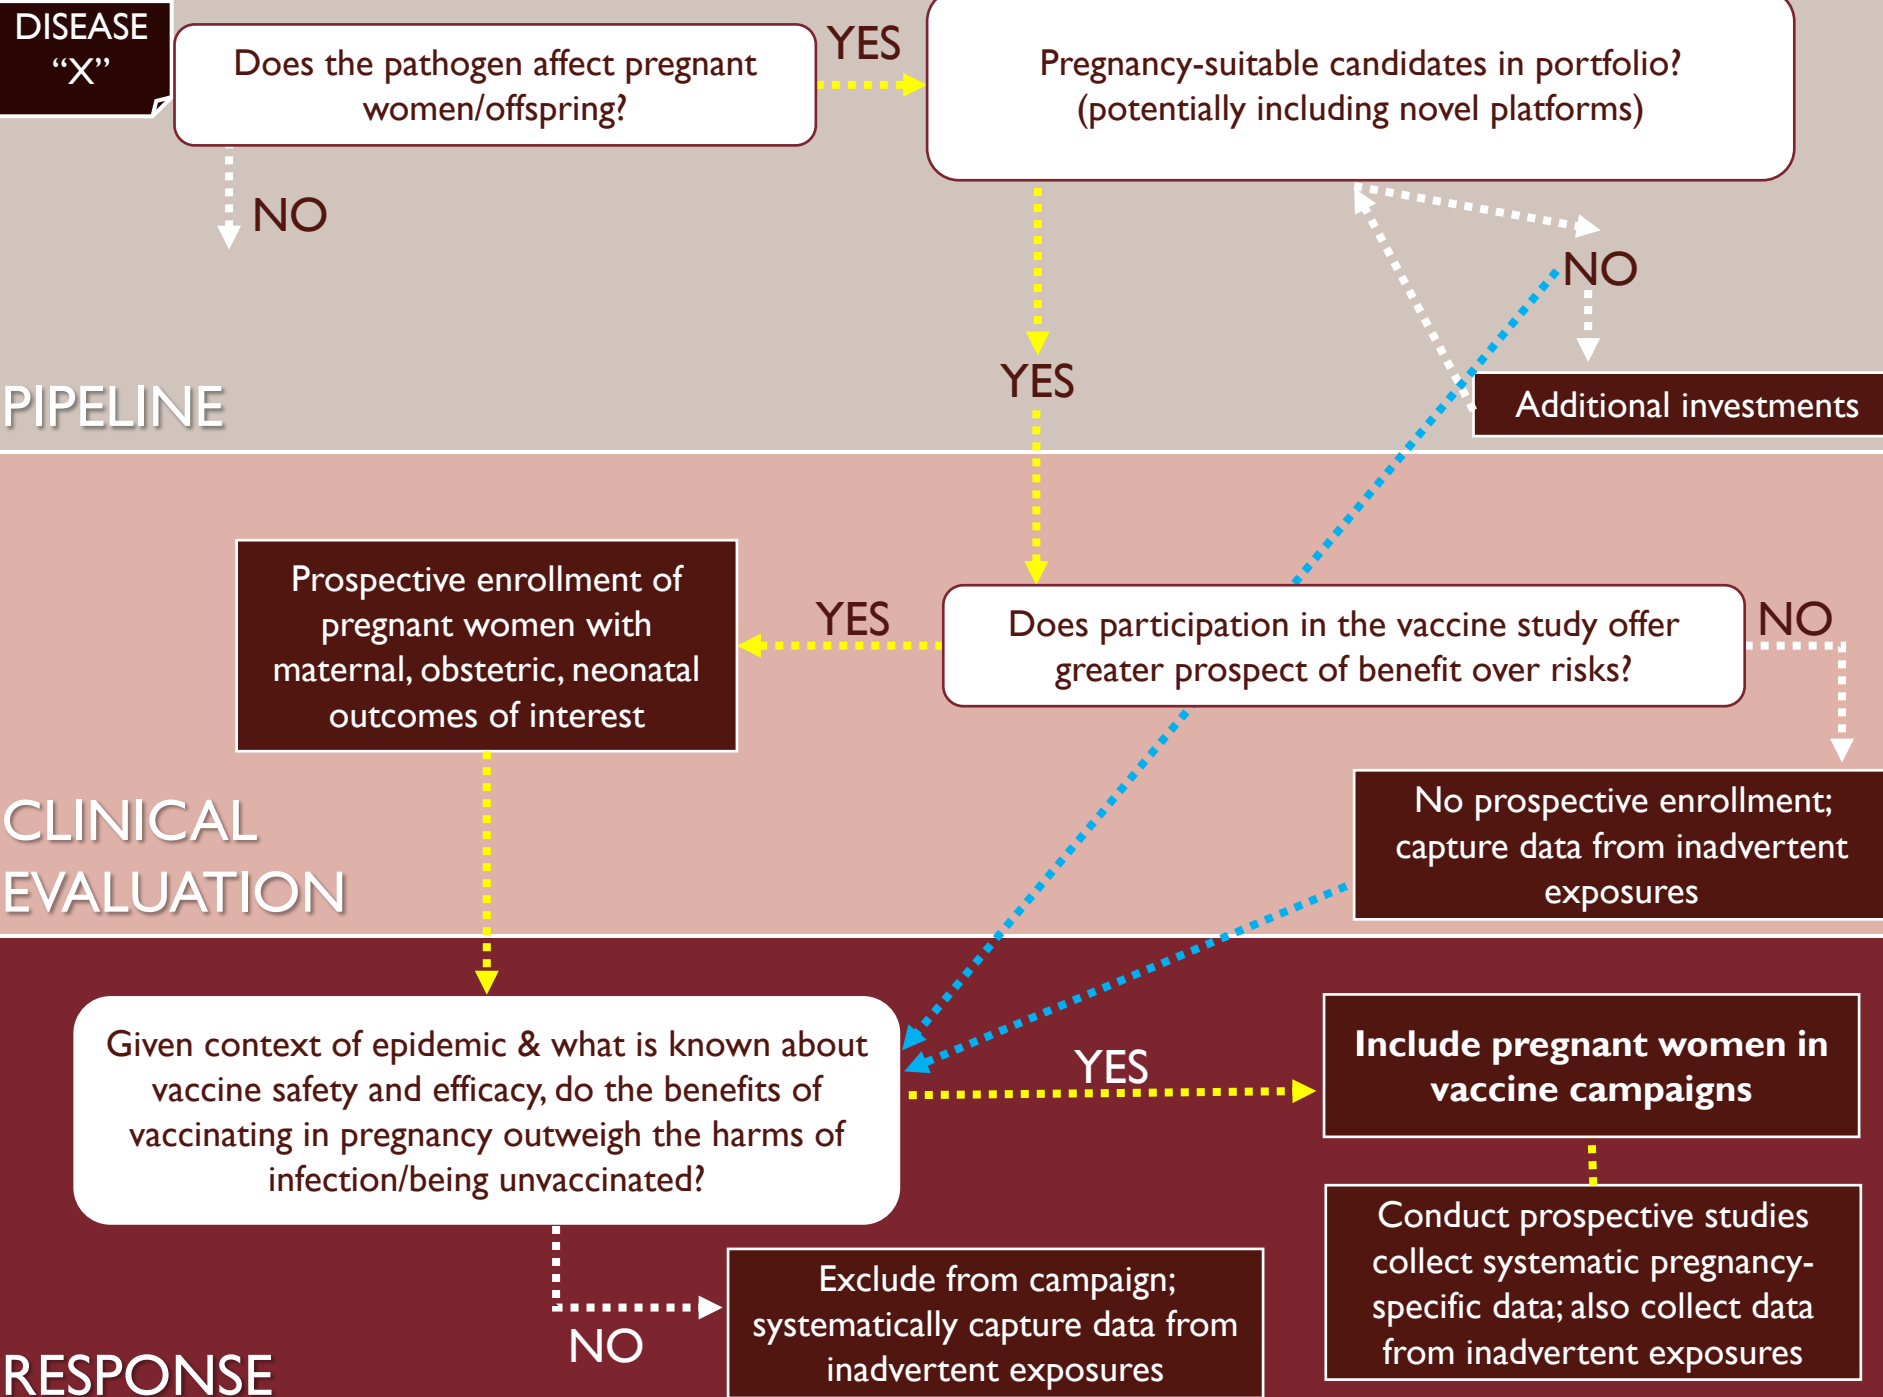 DISEASE
“X”
Does the pathogen affect pregnant
women/offspring?
YES
Pregnancy-suitable candidates in portfolio?
(potentially including novel platforms)
NO
NO
YES
Additional investments
PIPELINE
Prospective enrollment of
pregnant women with
maternal, obstetric, neonatal
outcomes of interest
YES
Does participation in the vaccine study offer
greater prospect of benefit over risks?
NO
No prospective enrollment;
capture data from inadvertent
exposures
CLINICAL
EVALUATION
Given context of epidemic & what is known about
vaccine safety and efficacy, do the benefits of
vaccinating in pregnancy outweigh the harms of
infection/being unvaccinated?
YES
Include pregnant women in
vaccine campaigns
Conduct prospective studies
collect systematic pregnancy-
specific data; also collect data
from inadvertent exposures
NO
Exclude from campaign;
systematically capture data from
inadvertent exposures
RESPONSE